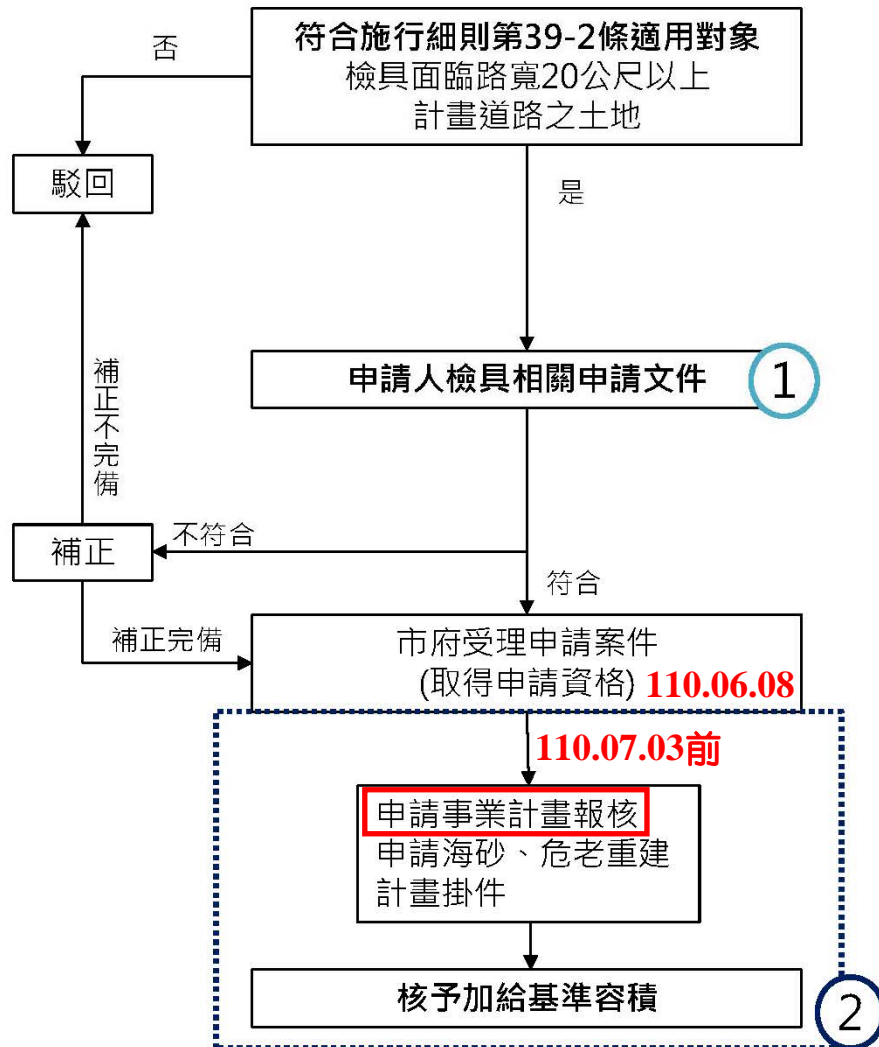 符合施行細則第39-2條適用對象
檢具面臨路寬20公尺以上
計畫道路之土地
否
駁回
是
申請人檢具相關申請文件
1
補正不完備
不符合
補正
符合
補正完備
市府受理申請案件
(取得申請資格) 110.06.08
110.07.03前
申請事業計畫報核
申請海砂、危老重建
計畫掛件
核予加給基準容積
2